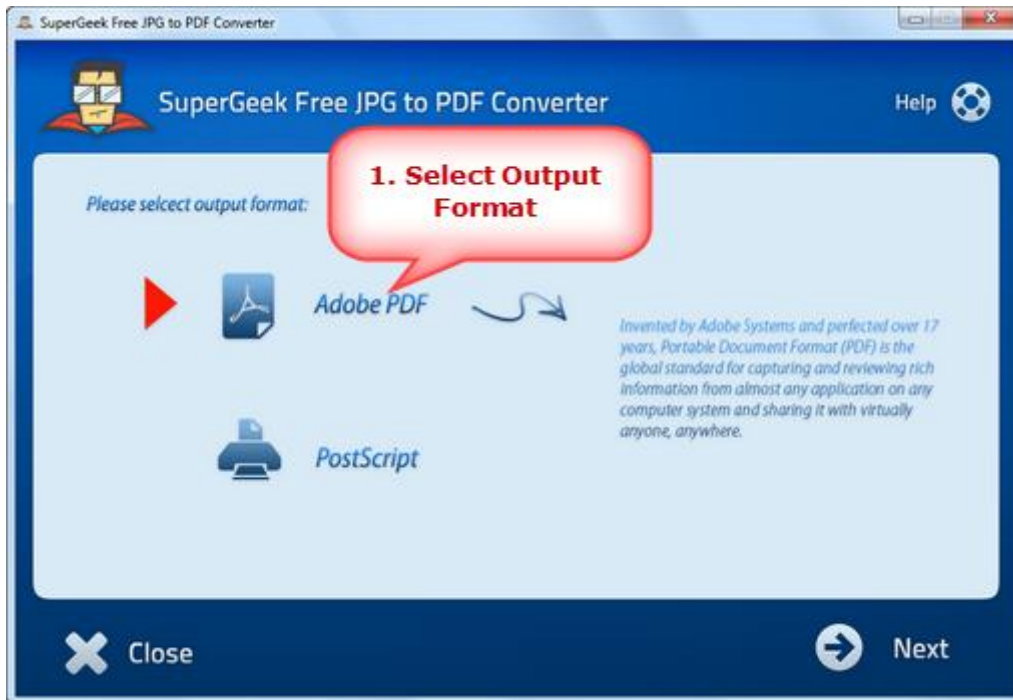 SuperGeek Free JPG to PDF Converter
SuperGeek Free JPG to PDF Converter
Help
1. Select Output
Format
Please selcect output format:
Adobe PDF
Invented by Adobe Systems and perfected over 17
years, Portable Document Format (PDF) is the
global standard for capturing and reviewing rich
information from almost any application on any
computer system and sharing it with virtually
anyone, anywhere.
PostScript
Close
Next